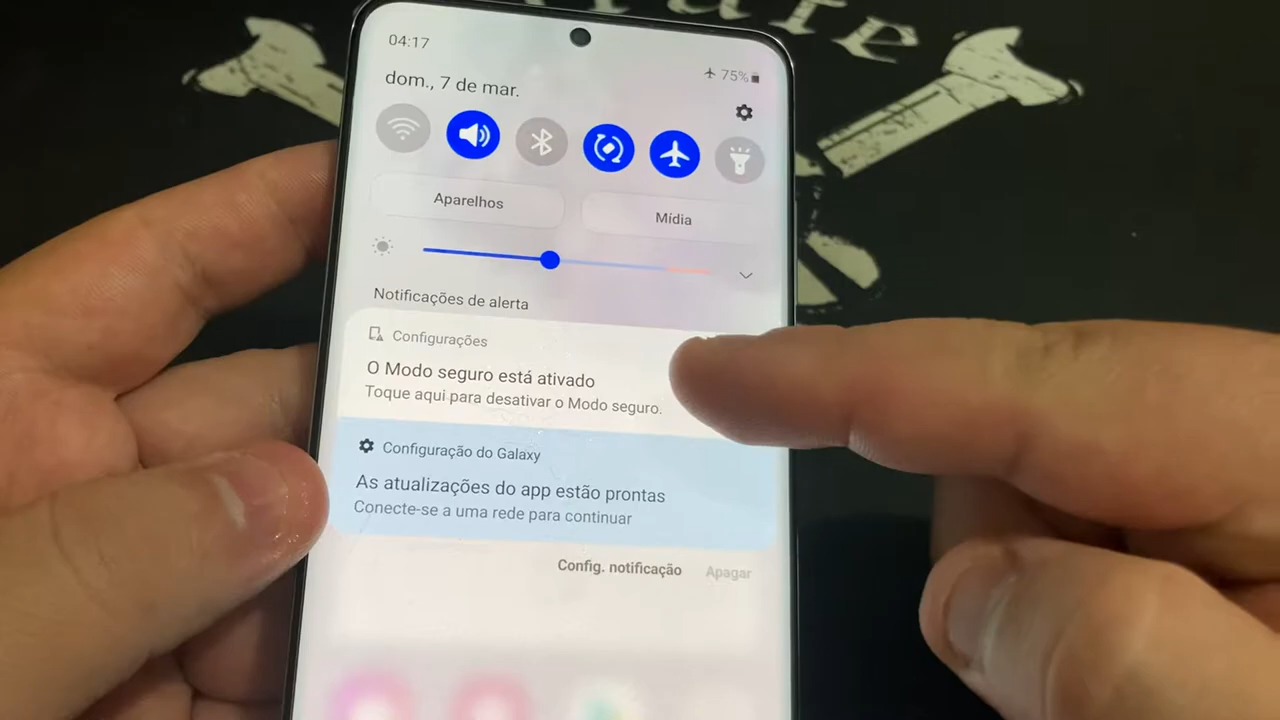 04:17
75%
dom., 7 de mar.
Aparelhos
Mídia
Notificações de alerta
Configurações
O Modo seguro está ativado
Toque aqui para desativar o Modo seguro.
Configuração do Galaxy
As atualizações do app estão prontas
Conecte-se a uma rede para continuar
Config. notificação
Apagar